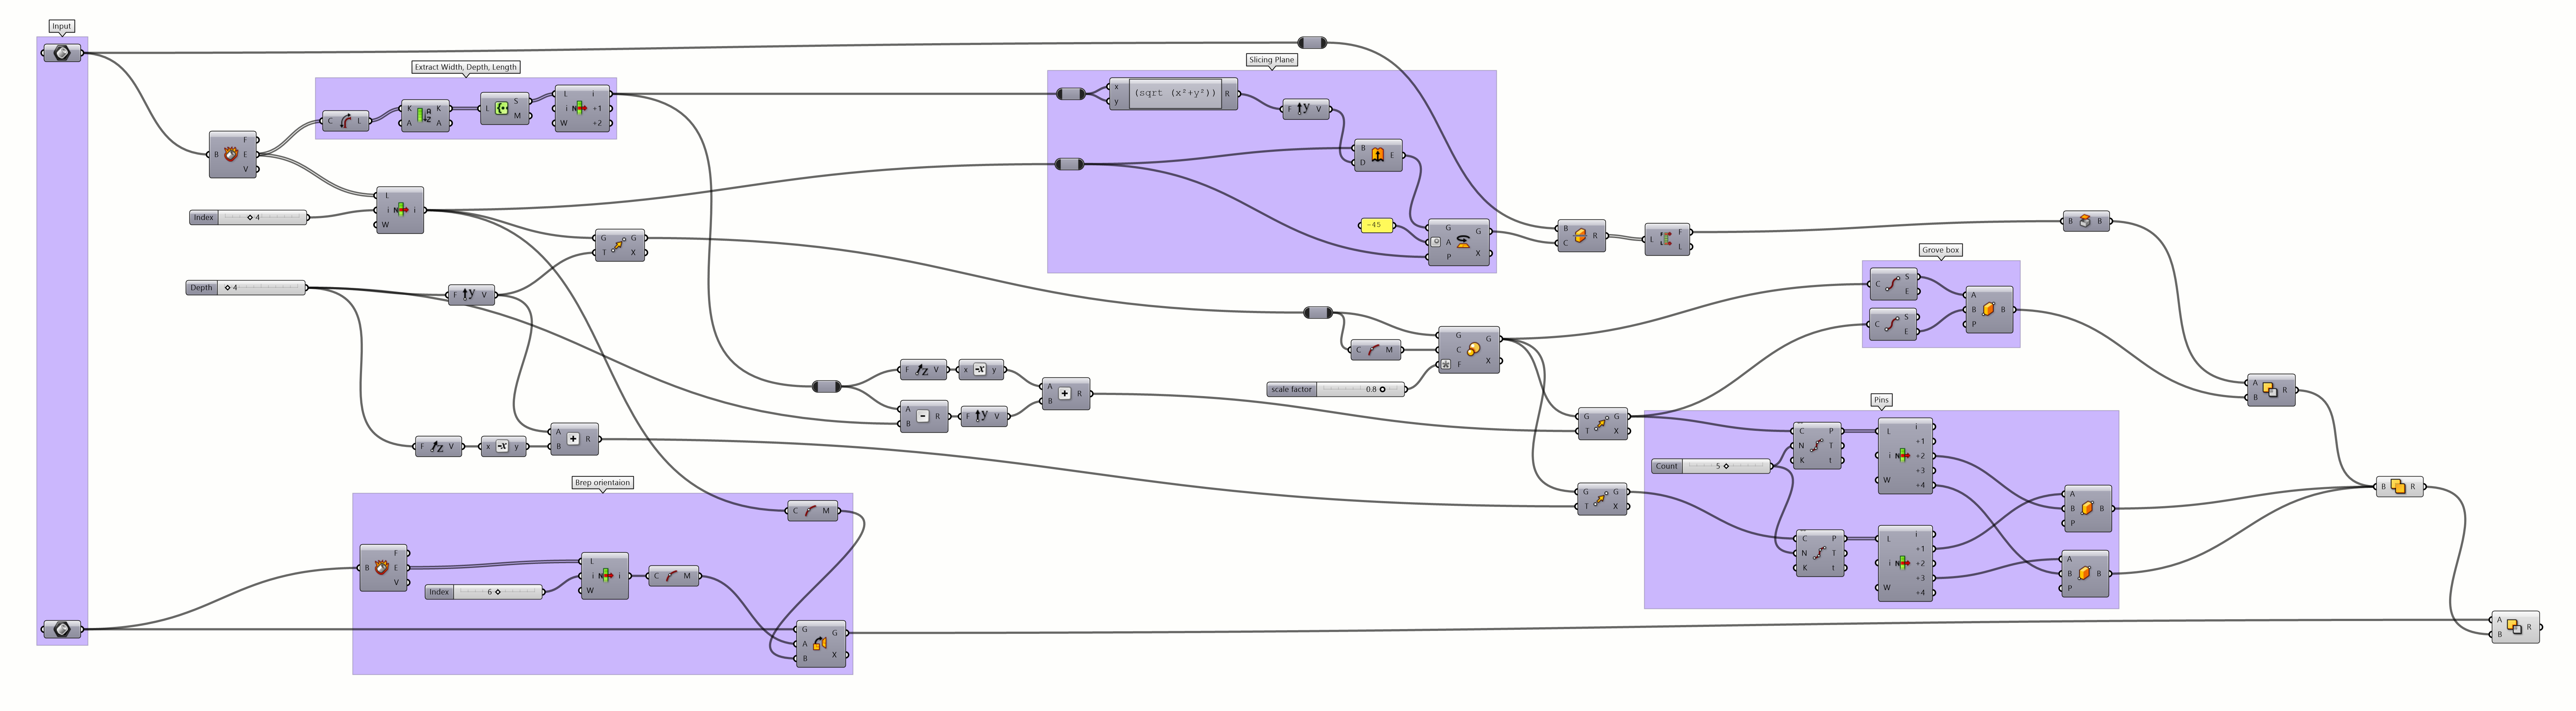 Input
Extract Width, Depth, Length
Slicing Plane
C L
K K
A A
L S
M
L i
i N +1
W +2
x (sqrt (x²+y²)) R
y
F V
B E
D
F
B E
V
Index 4
L
i N i
W
-45
G G
A
P X
B R
C
L F
L
B B
G G
T X
Depth 4
F V
Grove box
C S
E
C S
E
A
B B
P
C M
G G
C
F X
scale factor 0.8
F V
x -x y
A R
B
A R
B
F V
G G
T X
A R
B
Pins
F V
x -x y
A R
B
Count 5
C P
N T
K t
L i
+1
i N +2
+3
W +4
A
B B
P
B R
Brep orientaion
C M
G G
T X
C P
N T
K t
L i
+1
i N +2
+3
W +4
A
B B
P
F
B E
V
Index 6
L
i N i
W
C M
G G
A
B X
A R
B